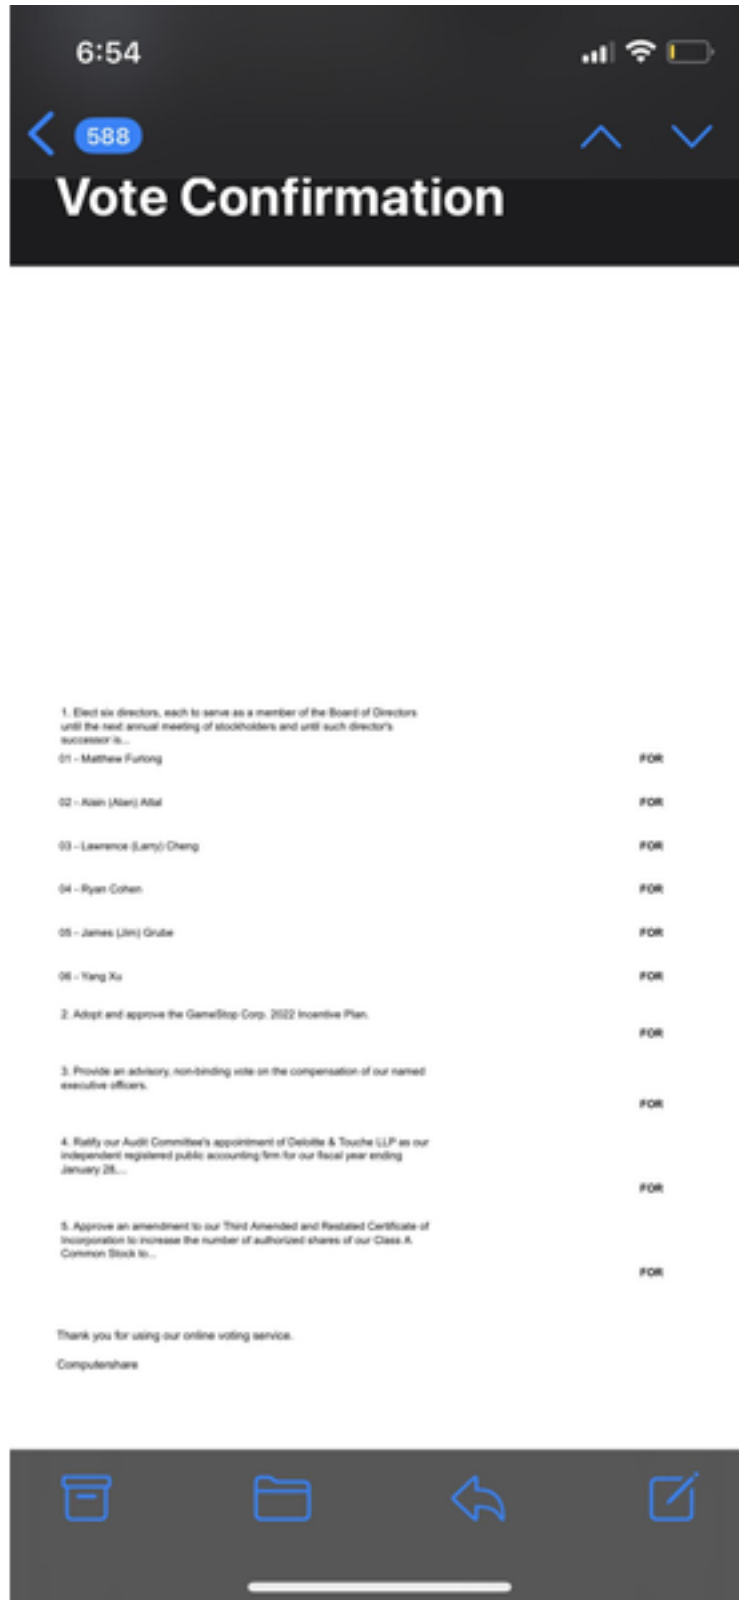 6:54
588
Vote Confirmation
1. Elect six directors, each to serve as a member of the Board of Directors
until the next annual meeting of stockholders and until such director's
successor is...
01 - Matthew Furlong FOR
02 - Alain (Alan) Attal FOR
03 - Lawrence (Larry) Cheng FOR
04 - Ryan Cohen FOR
05 - James (Jim) Grube FOR
06 - Yang Xu FOR
2. Adopt and approve the GameStop Corp. 2022 Incentive Plan.
FOR
3. Provide an advisory, non-binding vote on the compensation of our named
executive officers.
FOR
4. Ratify our Audit Committee's appointment of Deloitte & Touche LLP as our
independent registered public accounting firm for our fiscal year ending
January 28,...
FOR
5. Approve an amendment to our Third Amended and Restated Certificate of
Incorporation to increase the number of authorized shares of our Class A
Common Stock to...
FOR
Thank you for using our online voting service.
Computershare